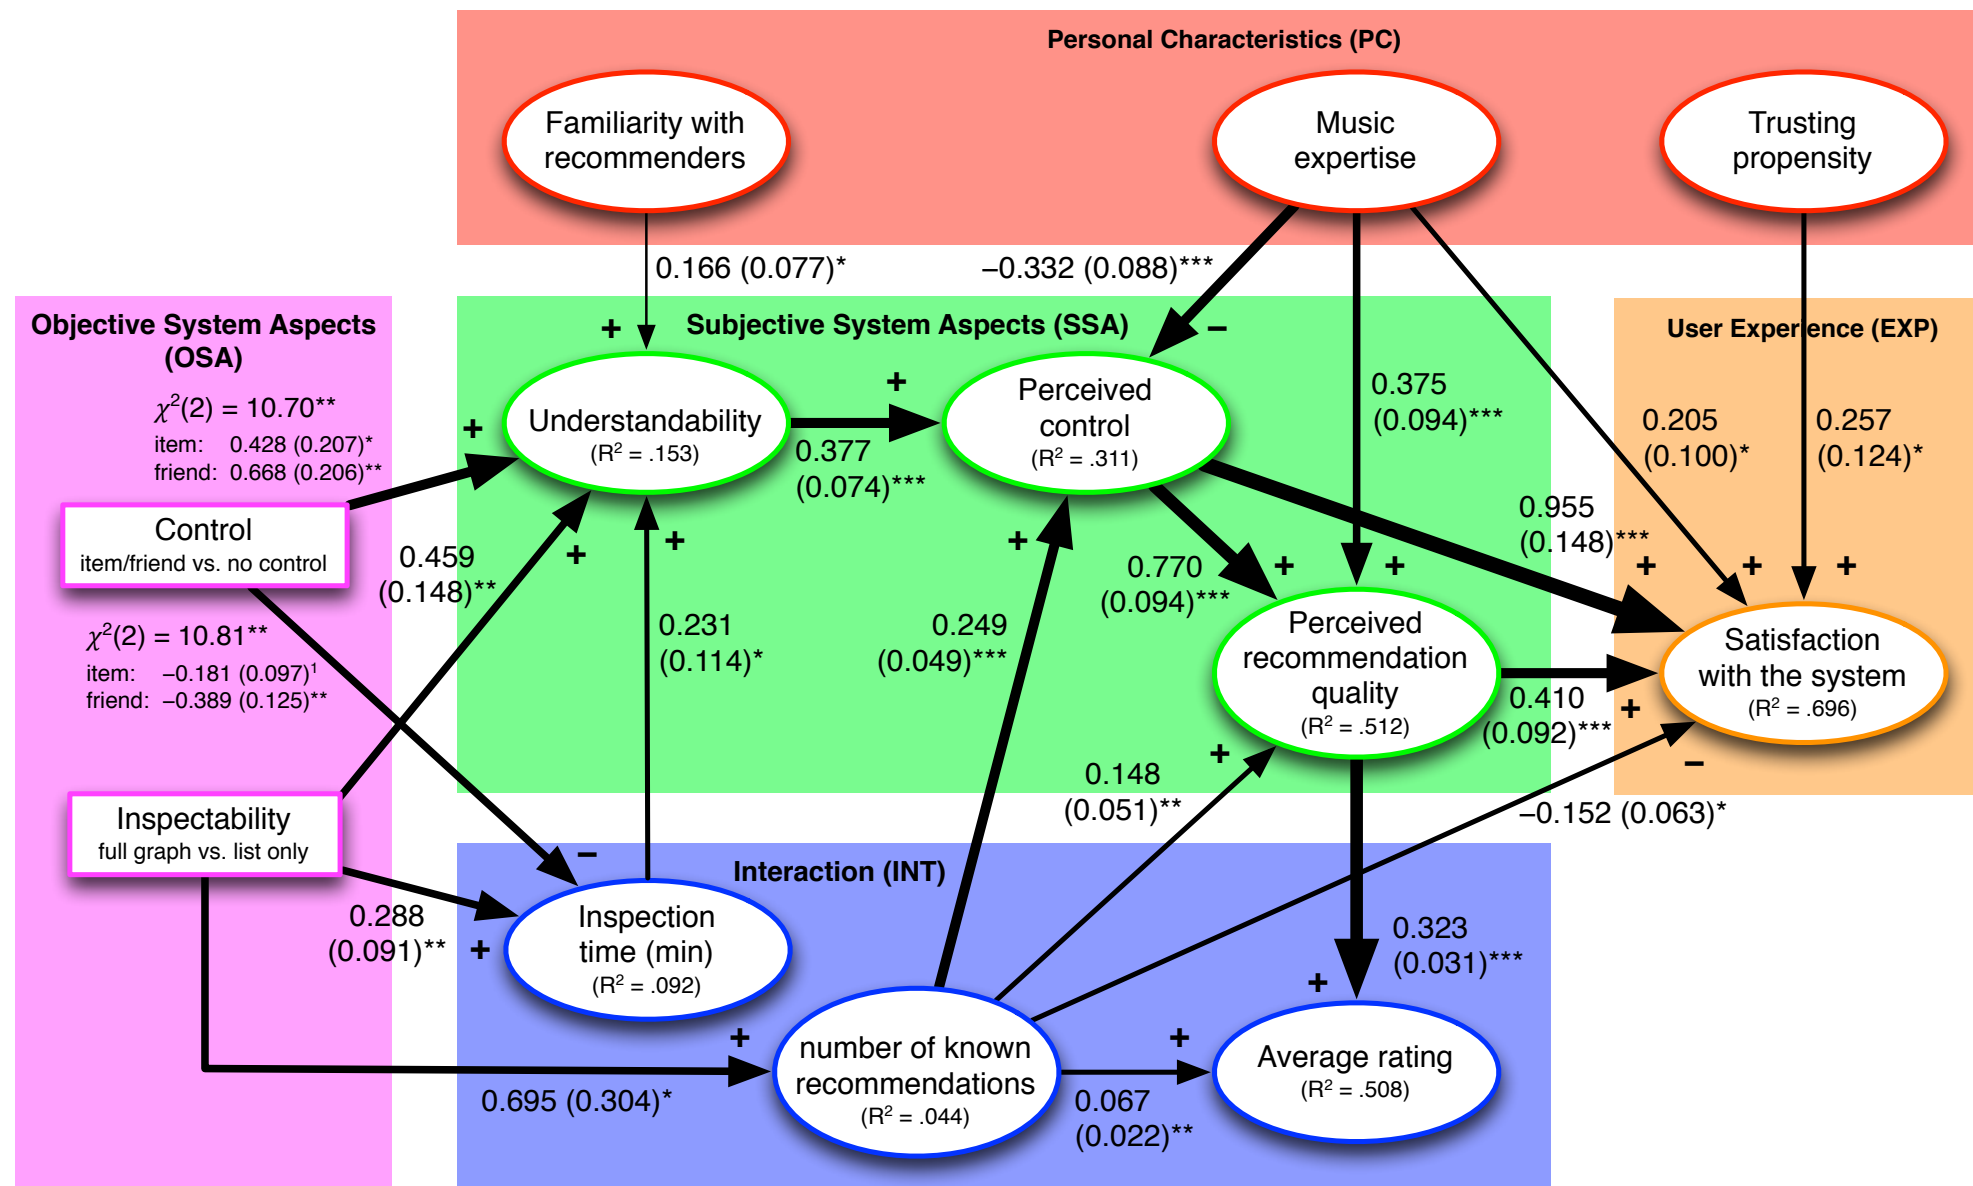 Personal Characteristics (PC)
Familiarity with
recommenders
Music
expertise
Trusting
propensity
0.166 (0.077)*
−0.332 (0.088)***
Objective System Aspects
(OSA)
χ²(2) = 10.70**
item: 0.428 (0.207)*
friend: 0.668 (0.206)**
Control
item/friend vs. no control
χ²(2) = 10.81**
item: −0.181 (0.097)¹
friend: −0.389 (0.125)**
Inspectability
full graph vs. list only
Subjective System Aspects (SSA)
+
−
Understandability
(R² = .153)
+
+
0.377
(0.074)***
Perceived
control
(R² = .311)
0.375
(0.094)***
0.459
(0.148)**
+
+
0.231
(0.114)*
+
0.249
(0.049)***
0.770
(0.094)***
+
+
Perceived
recommendation
quality
(R² = .512)
+
0.148
(0.051)**
User Experience (EXP)
0.205
(0.100)*
0.257
(0.124)*
0.955
(0.148)***
+
+
+
Satisfaction
with the system
(R² = .696)
0.410
(0.092)***
+
−
−0.152 (0.063)*
Interaction (INT)
−
0.288
(0.091)**
+
Inspection
time (min)
(R² = .092)
0.323
(0.031)***
+
+
0.695 (0.304)*
number of known
recommendations
(R² = .044)
+
0.067
(0.022)**
Average rating
(R² = .508)